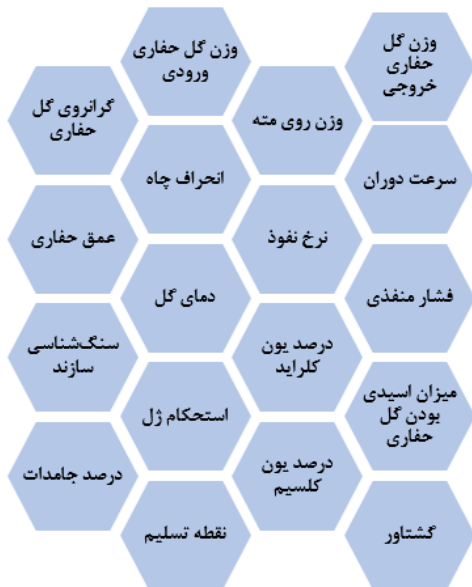 وزن گل
حفاری
خروجی
وزن گل حفاری
ورودی
وزن روی مته
گرانروی گل
حفاری
سرعت دوران
انحراف چاه
نرخ نفوذ
عمق حفاری
فشار منفذی
دمای گل
درصد یون
کلراید
سنگ‌شناسی
سازند
میزان اسیدی
بودن گل
حفاری
استحکام ژل
درصد یون
کلسیم
درصد جامدات
گشتاور
نقطه تسلیم